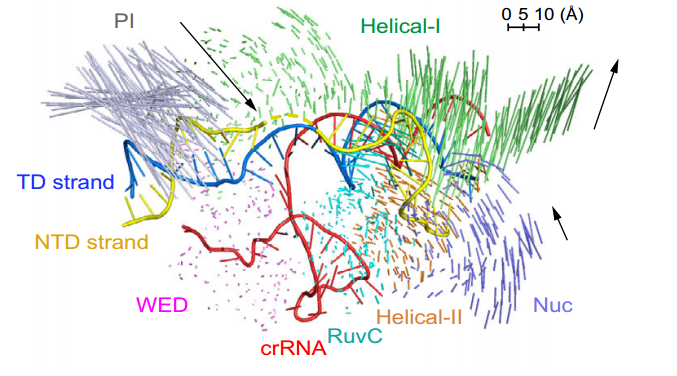 PI
Helical-I
0 5 10 (Å)
TD strand
NTD strand
WED
Nuc
Helical-II
RuvC
crRNA